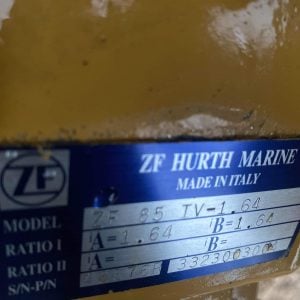 ZF
ZF HURTH MARINE
MADE IN ITALY
MODEL ZF 85 TV-1.64
RATIO I A= 1.64 B= 1.64
RATIO II A= B=
S/N-P/N